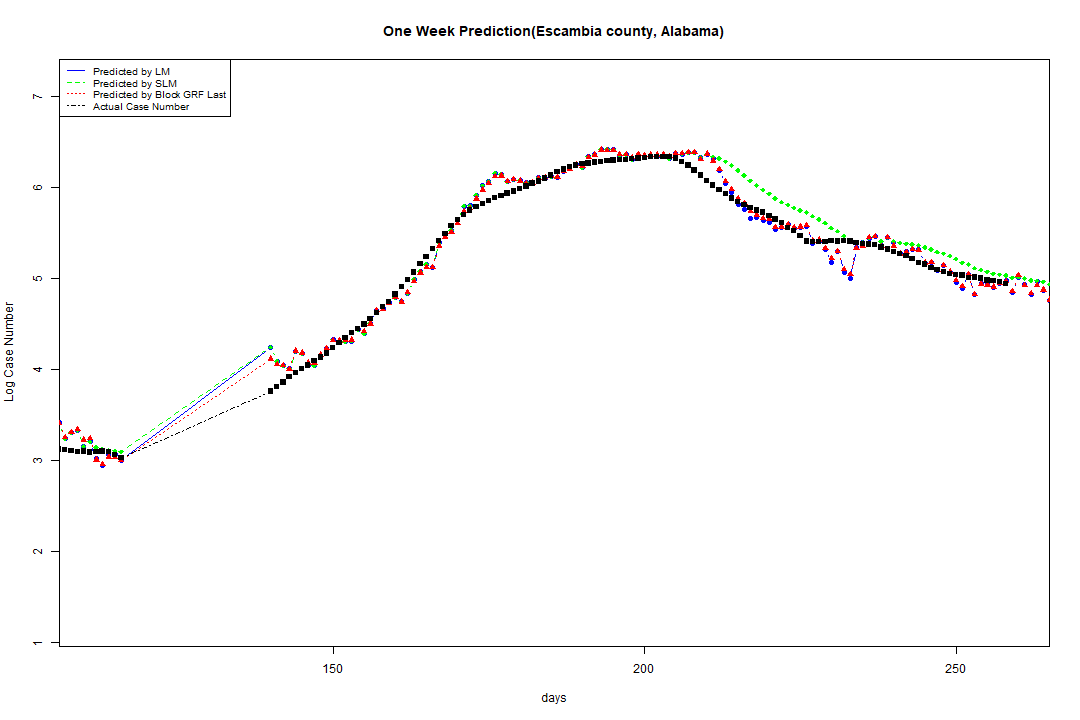 One Week Prediction(Escambia county, Alabama)
Predicted by LM
Predicted by SLM
Predicted by Block GRF Last
Actual Case Number
Log Case Number
7
6
5
4
3
2
1
150
200
250
days